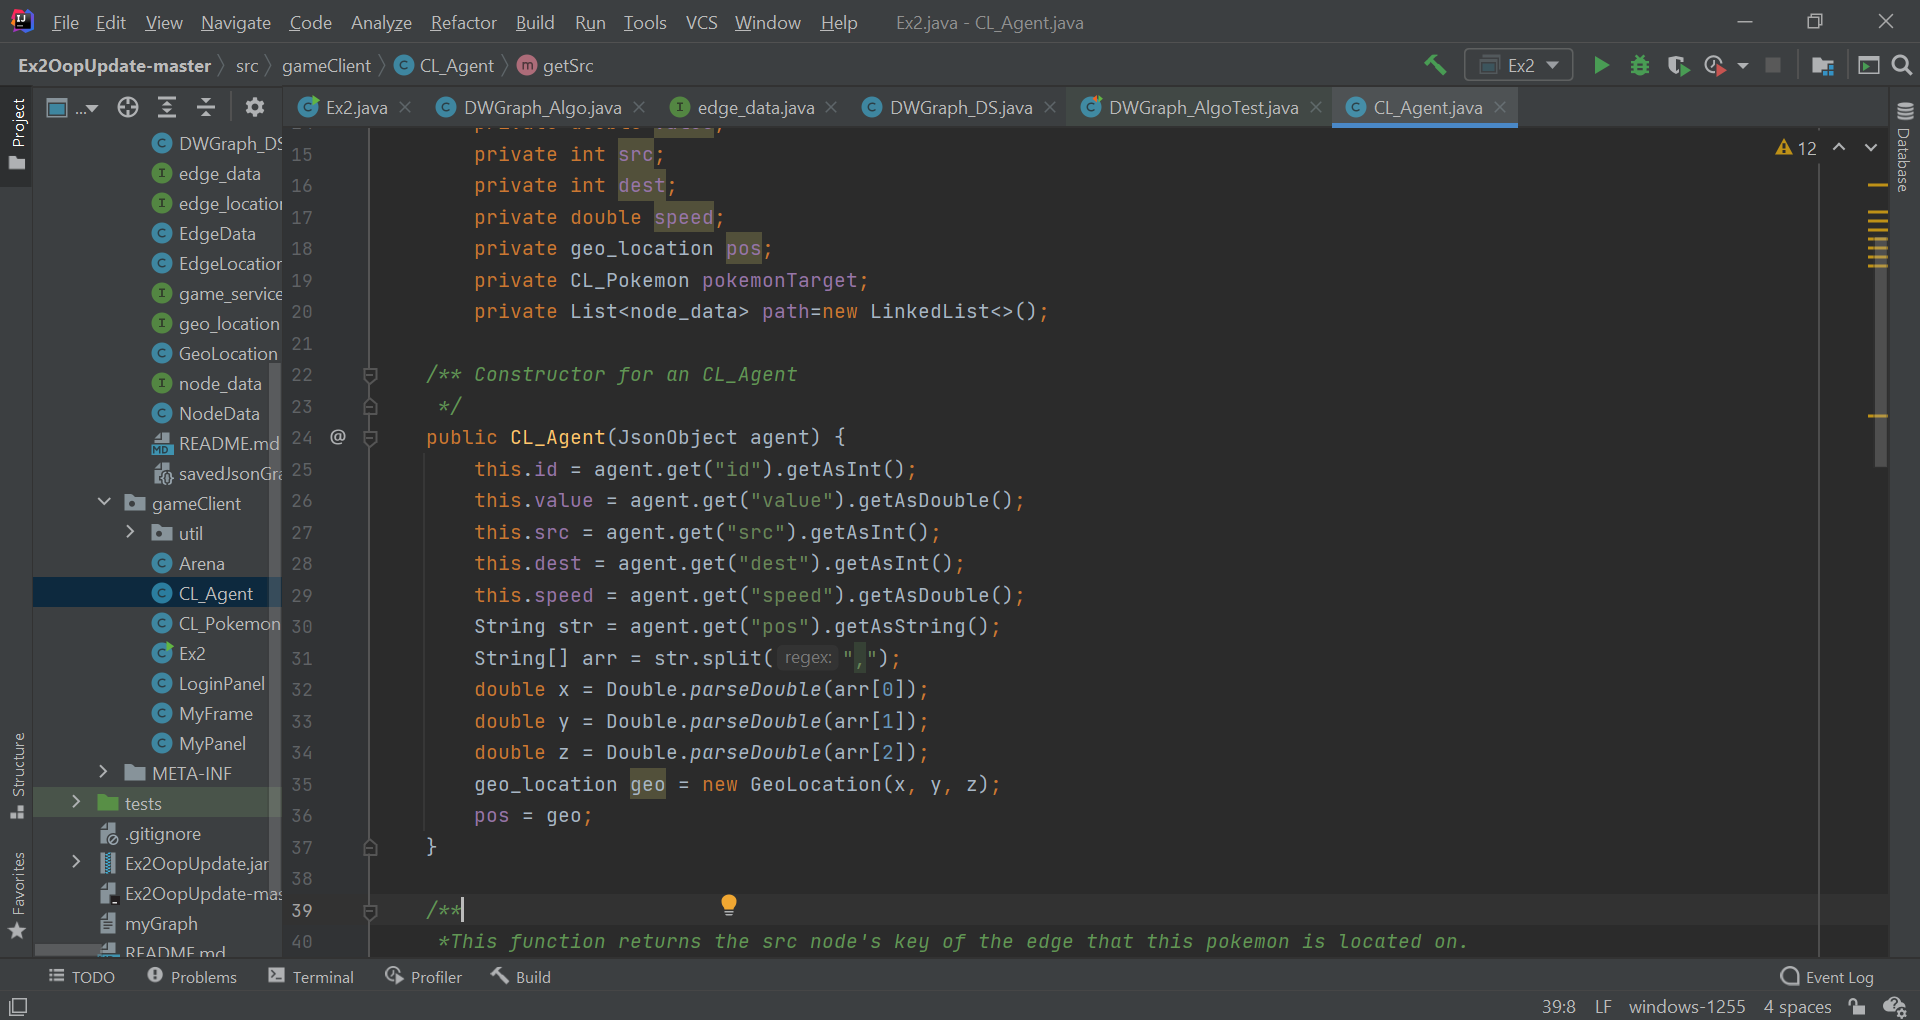 File Edit View Navigate Code Analyze Refactor Build Run Tools VCS Window Help Ex2.java - CL_Agent.java
Ex2OopUpdate-master src gameClient C CL_Agent m getSrc Ex2
Project
... Ex2.java C DWGraph_Algo.java I edge_data.java C DWGraph_DS.java DWGraph_AlgoTest.java C CL_Agent.java
Database
12
C DWGraph_DS
I edge_data
I edge_location
C EdgeData
C EdgeLocation
I game_service
I geo_location
C GeoLocation
I node_data
C NodeData
MD README.md
savedJsonGra
gameClient
util
C Arena
C CL_Agent
C CL_Pokemon
C Ex2
C LoginPanel
C MyFrame
C MyPanel
META-INF
tests
.gitignore
Ex2OopUpdate.jar
Ex2OopUpdate-mas
myGraph
README.md
Structure
Favorites
15 private int src;
16 private int dest;
17 private double speed;
18 private geo_location pos;
19 private CL_Pokemon pokemonTarget;
20 private List<node_data> path=new LinkedList<>();
21
22 /** Constructor for an CL_Agent
23 */
24 @ public CL_Agent(JsonObject agent) {
25 this.id = agent.get("id").getAsInt();
26 this.value = agent.get("value").getAsDouble();
27 this.src = agent.get("src").getAsInt();
28 this.dest = agent.get("dest").getAsInt();
29 this.speed = agent.get("speed").getAsDouble();
30 String str = agent.get("pos").getAsString();
31 String[] arr = str.split( regex: ",");
32 double x = Double.parseDouble(arr[0]);
33 double y = Double.parseDouble(arr[1]);
34 double z = Double.parseDouble(arr[2]);
35 geo_location geo = new GeoLocation(x, y, z);
36 pos = geo;
37 }
38
39 /**
40 *This function returns the src node's key of the edge that this pokemon is located on.
TODO Problems Terminal Profiler Build Event Log
39:8 LF windows-1255 4 spaces